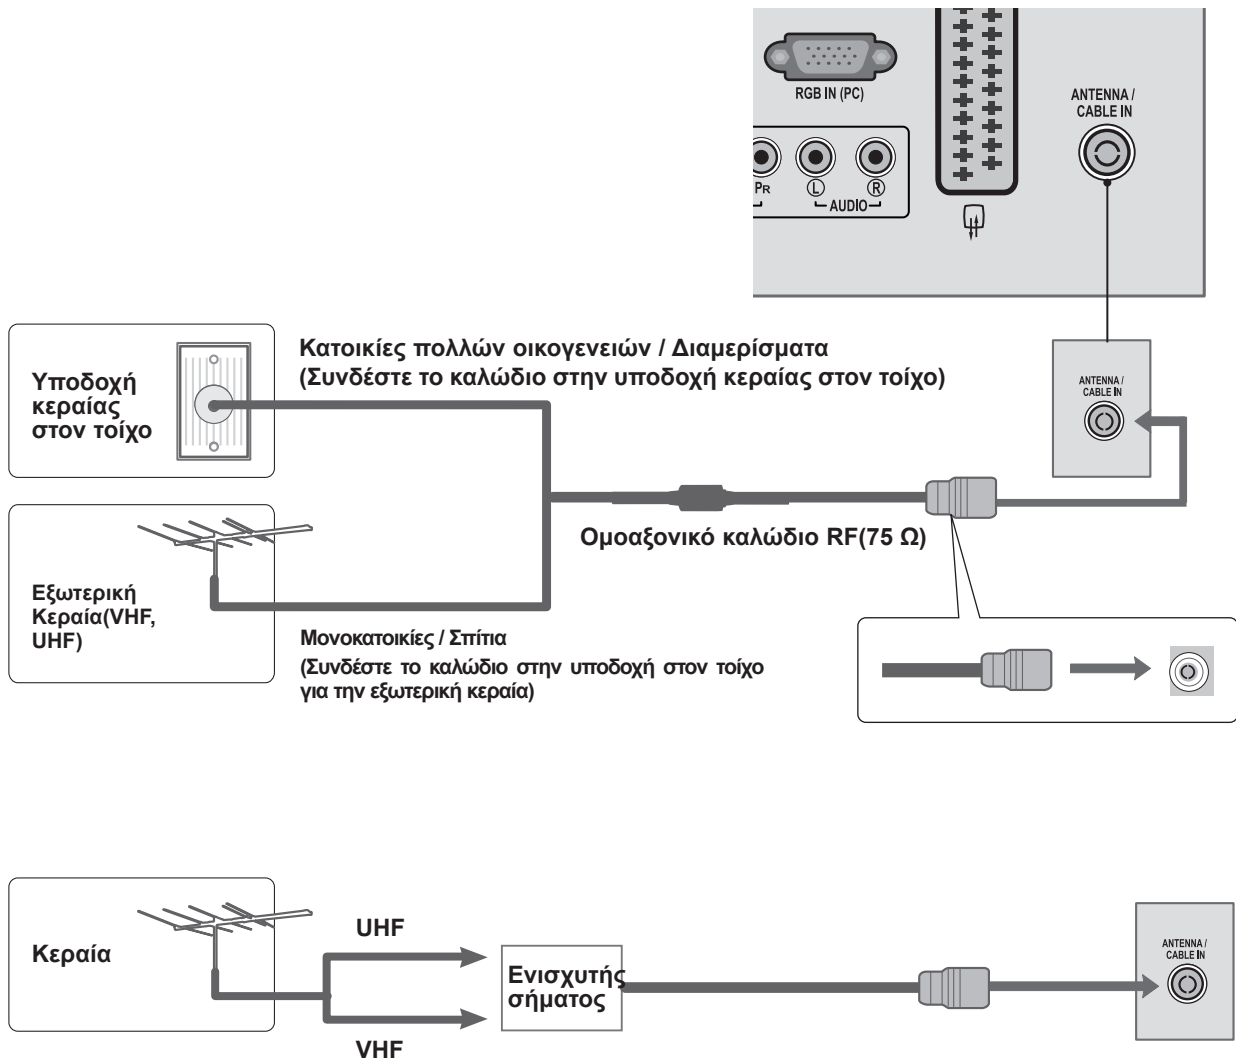 RGB IN (PC)
ANTENNA /
CABLE IN
PR
L
R
AUDIO
Υποδοχή
κεραίας
στον τοίχο
Κατοικίες πολλών οικογενειών / Διαμερίσματα
(Συνδέστε το καλώδιο στην υποδοχή κεραίας στον τοίχο)
ANTENNA /
CABLE IN
Ομοαξονικό καλώδιο RF(75 Ω)
Εξωτερική
Κεραία(VHF,
UHF)
Μονοκατοικίες / Σπίτια
(Συνδέστε το καλώδιο στην υποδοχή στον τοίχο
για την εξωτερική κεραία)
Κεραία
UHF
VHF
Ενισχυτής
σήματος
ANTENNA /
CABLE IN